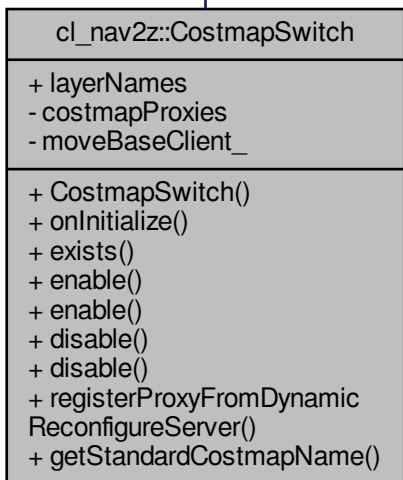 cl_nav2z::CostmapSwitch
+ layerNames
- costmapProxies
- moveBaseClient_
+ CostmapSwitch()
+ onInitialize()
+ exists()
+ enable()
+ enable()
+ disable()
+ disable()
+ registerProxyFromDynamic
ReconfigureServer()
+ getStandardCostmapName()